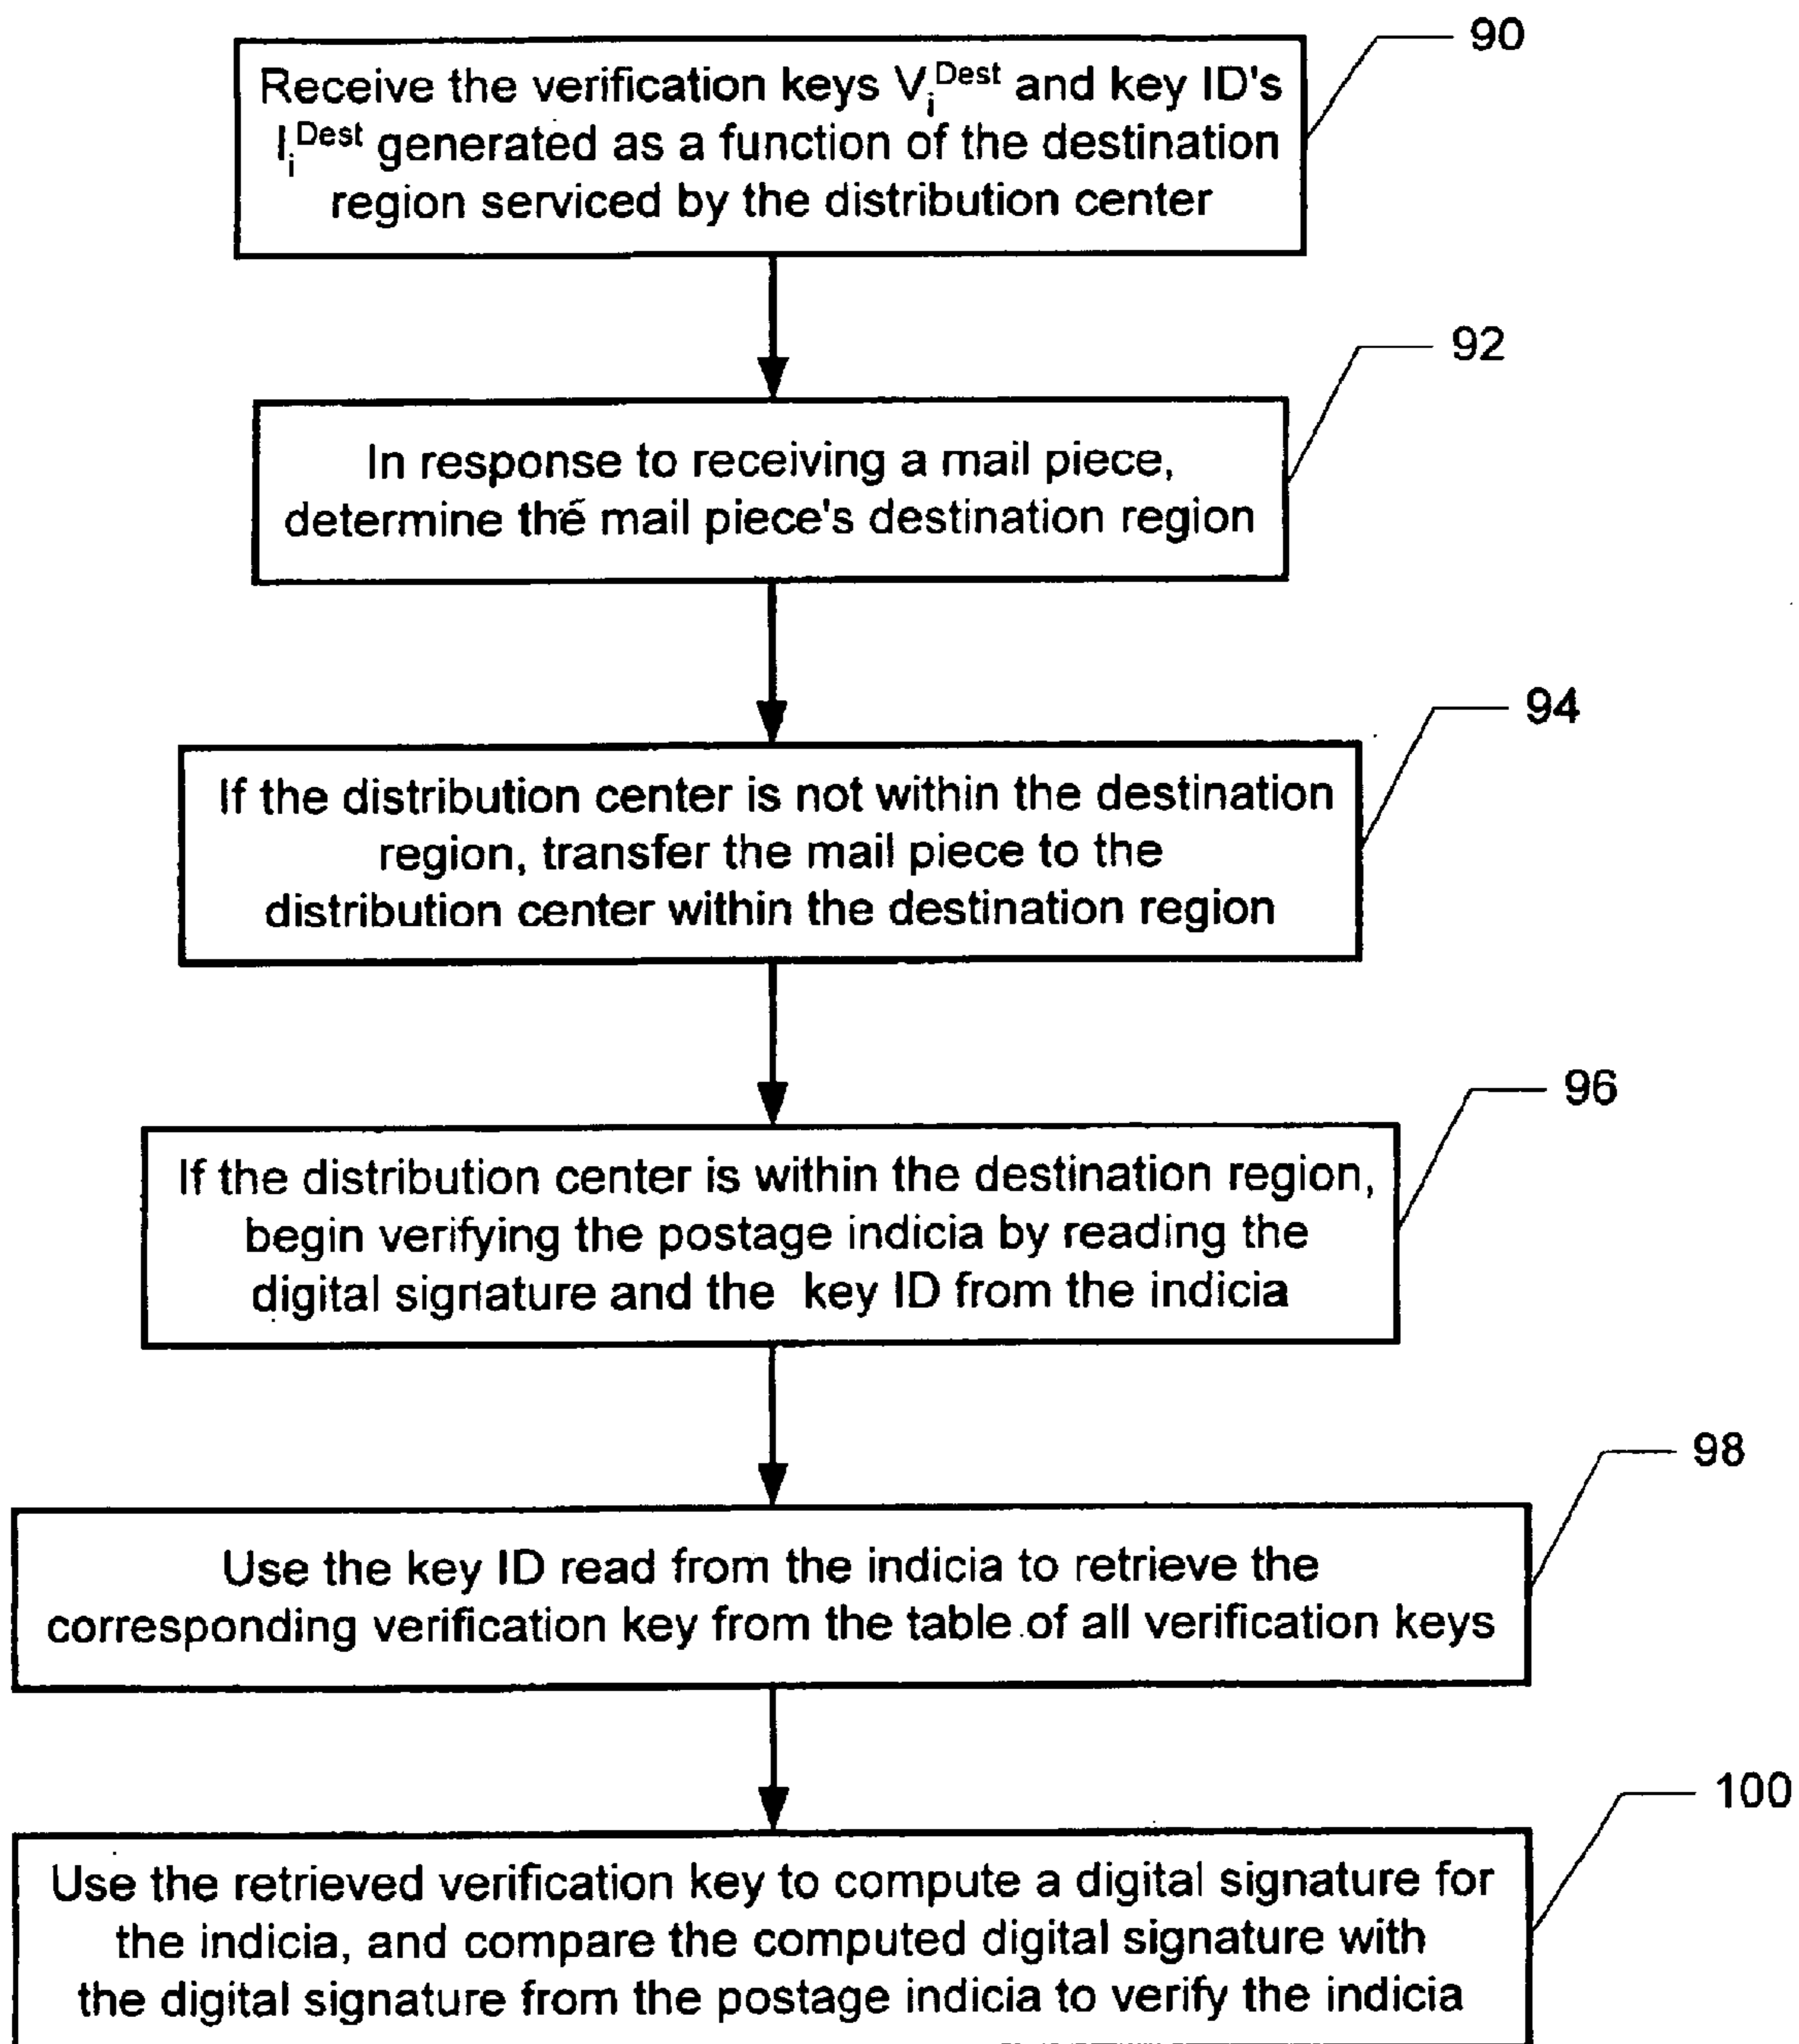 90
Receive the verification keys V_i^Dest and key ID's
I_i^Dest generated as a function of the destination
region serviced by the distribution center
92
In response to receiving a mail piece,
determine the mail piece's destination region
94
If the distribution center is not within the destination
region, transfer the mail piece to the
distribution center within the destination region
96
If the distribution center is within the destination region,
begin verifying the postage indicia by reading the
digital signature and the key ID from the indicia
98
Use the key ID read from the indicia to retrieve the
corresponding verification key from the table of all verification keys
100
Use the retrieved verification key to compute a digital signature for
the indicia, and compare the computed digital signature with
the digital signature from the postage indicia to verify the indicia